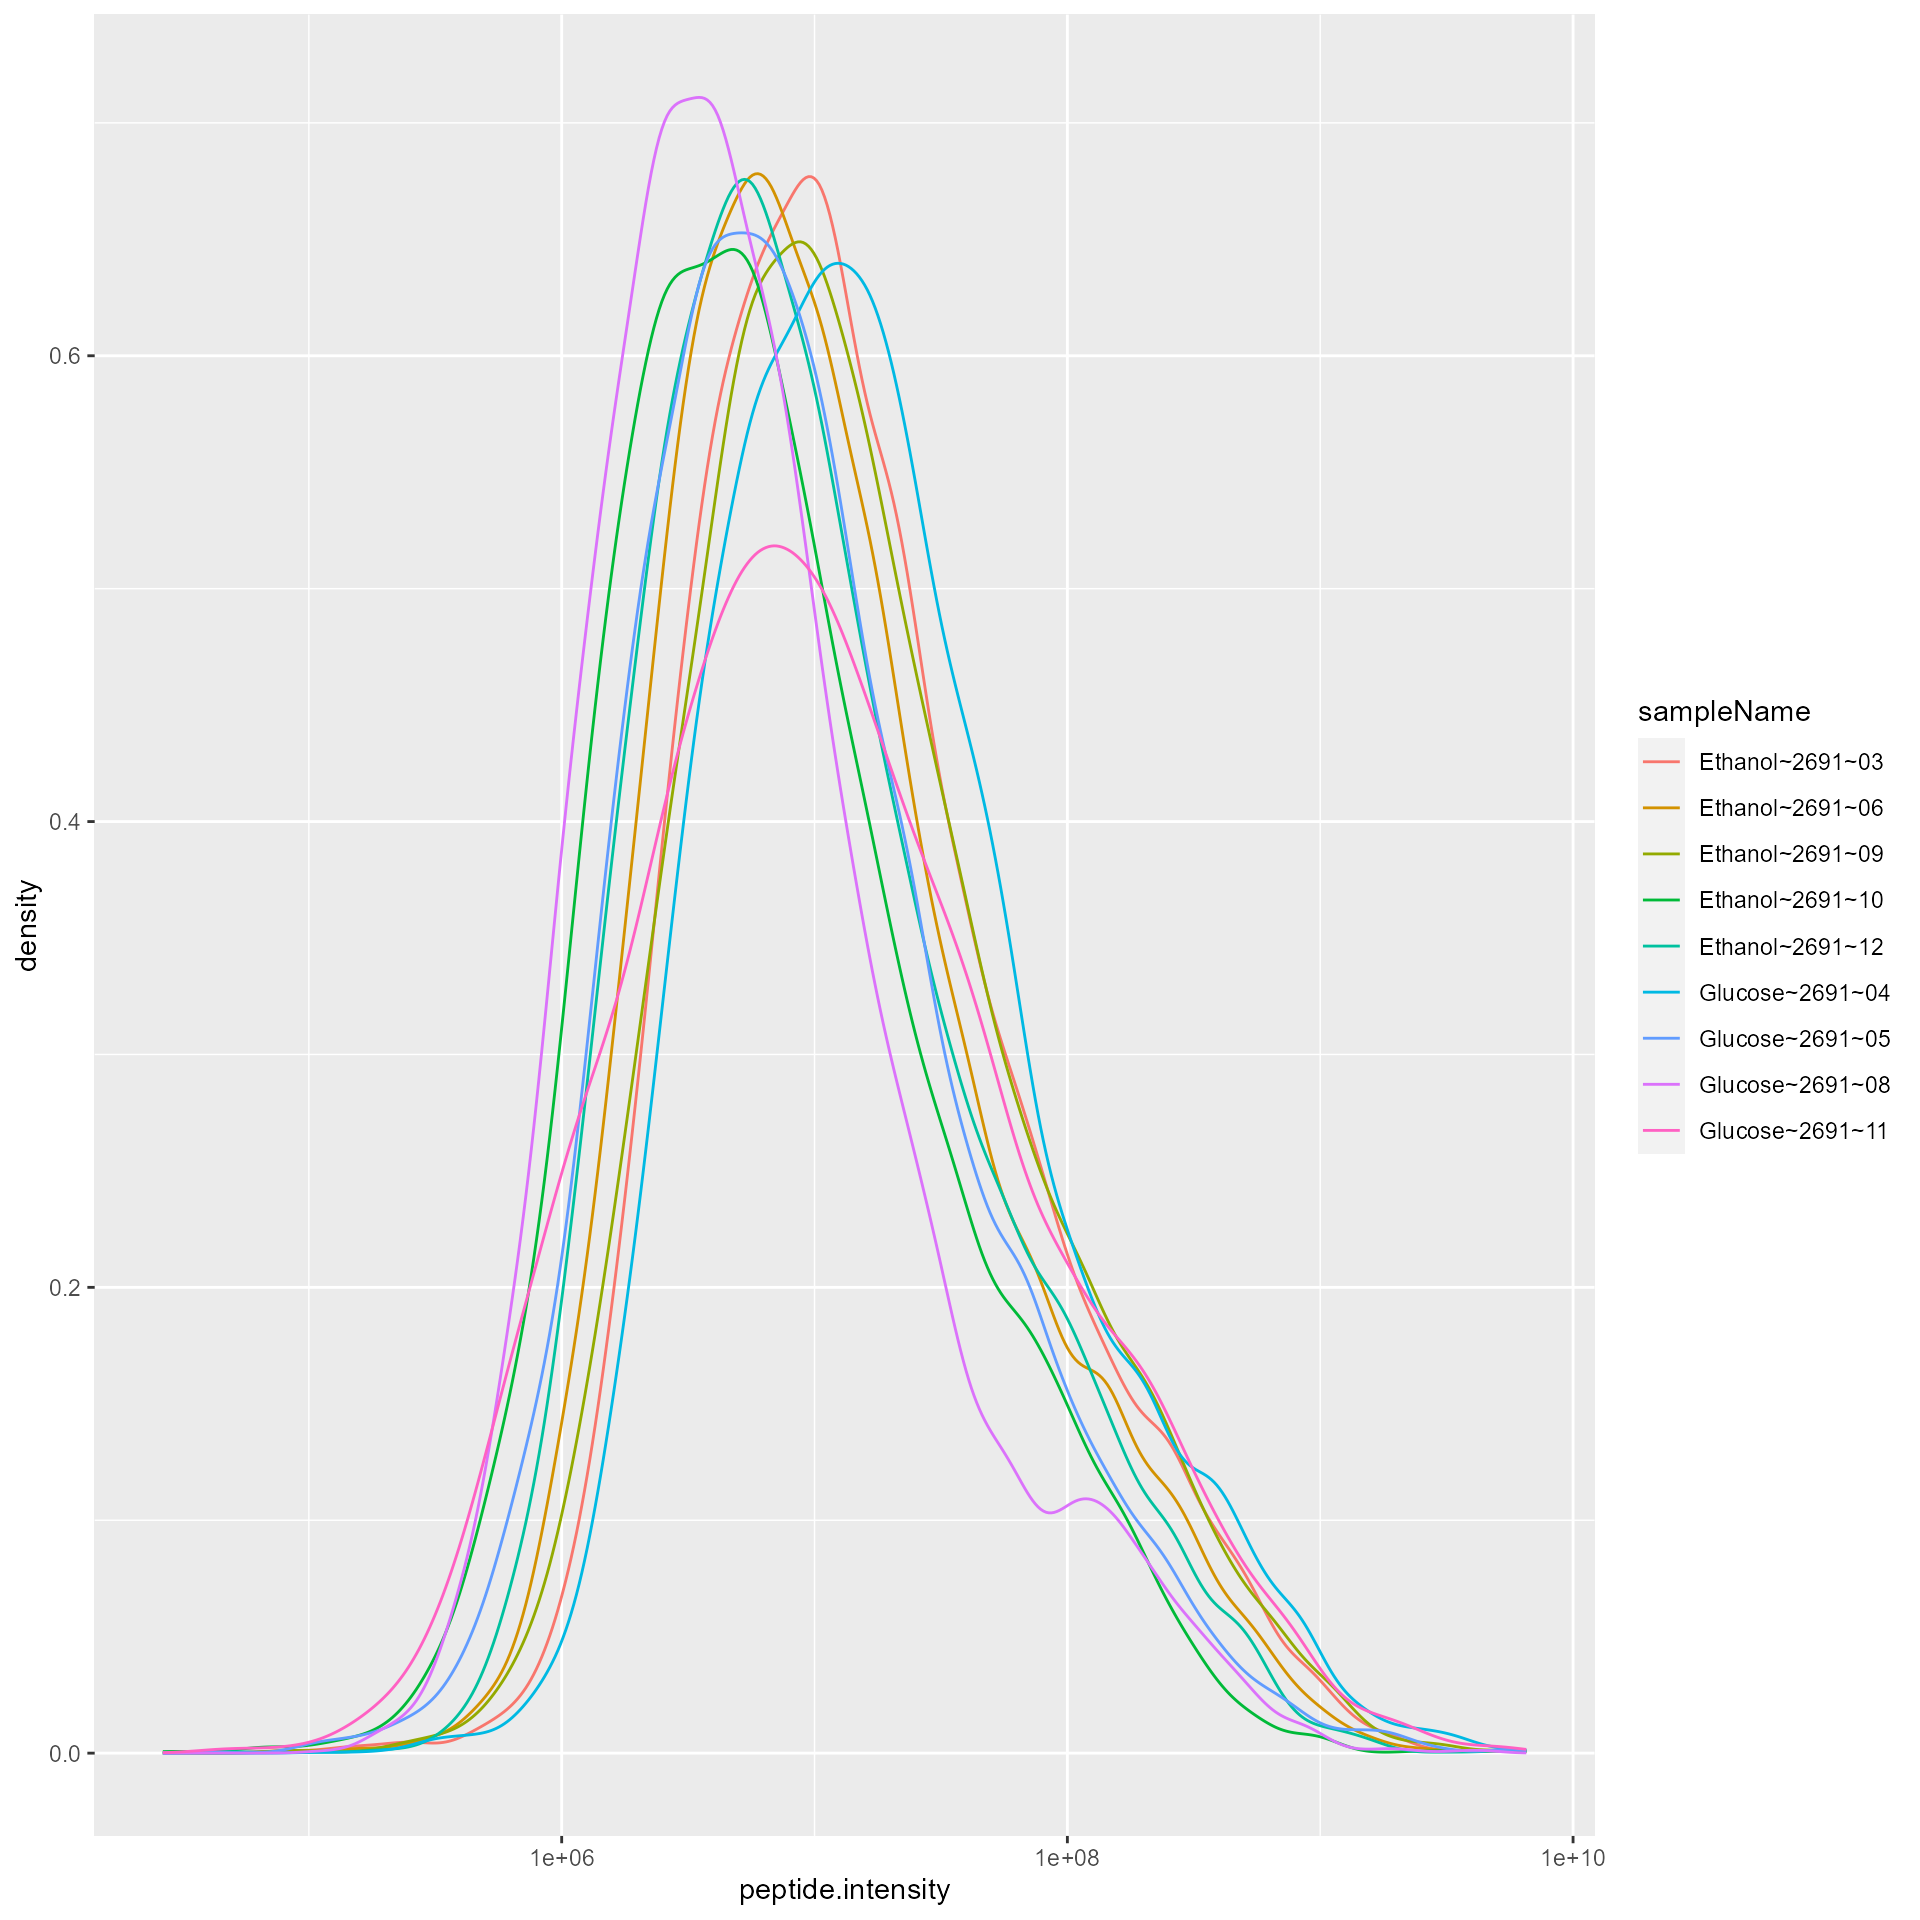 0.6
0.4
0.2
0.0
density
1e+06
1e+08
1e+10
peptide.intensity
sampleName
Ethanol~2691~03
Ethanol~2691~06
Ethanol~2691~09
Ethanol~2691~10
Ethanol~2691~12
Glucose~2691~04
Glucose~2691~05
Glucose~2691~08
Glucose~2691~11